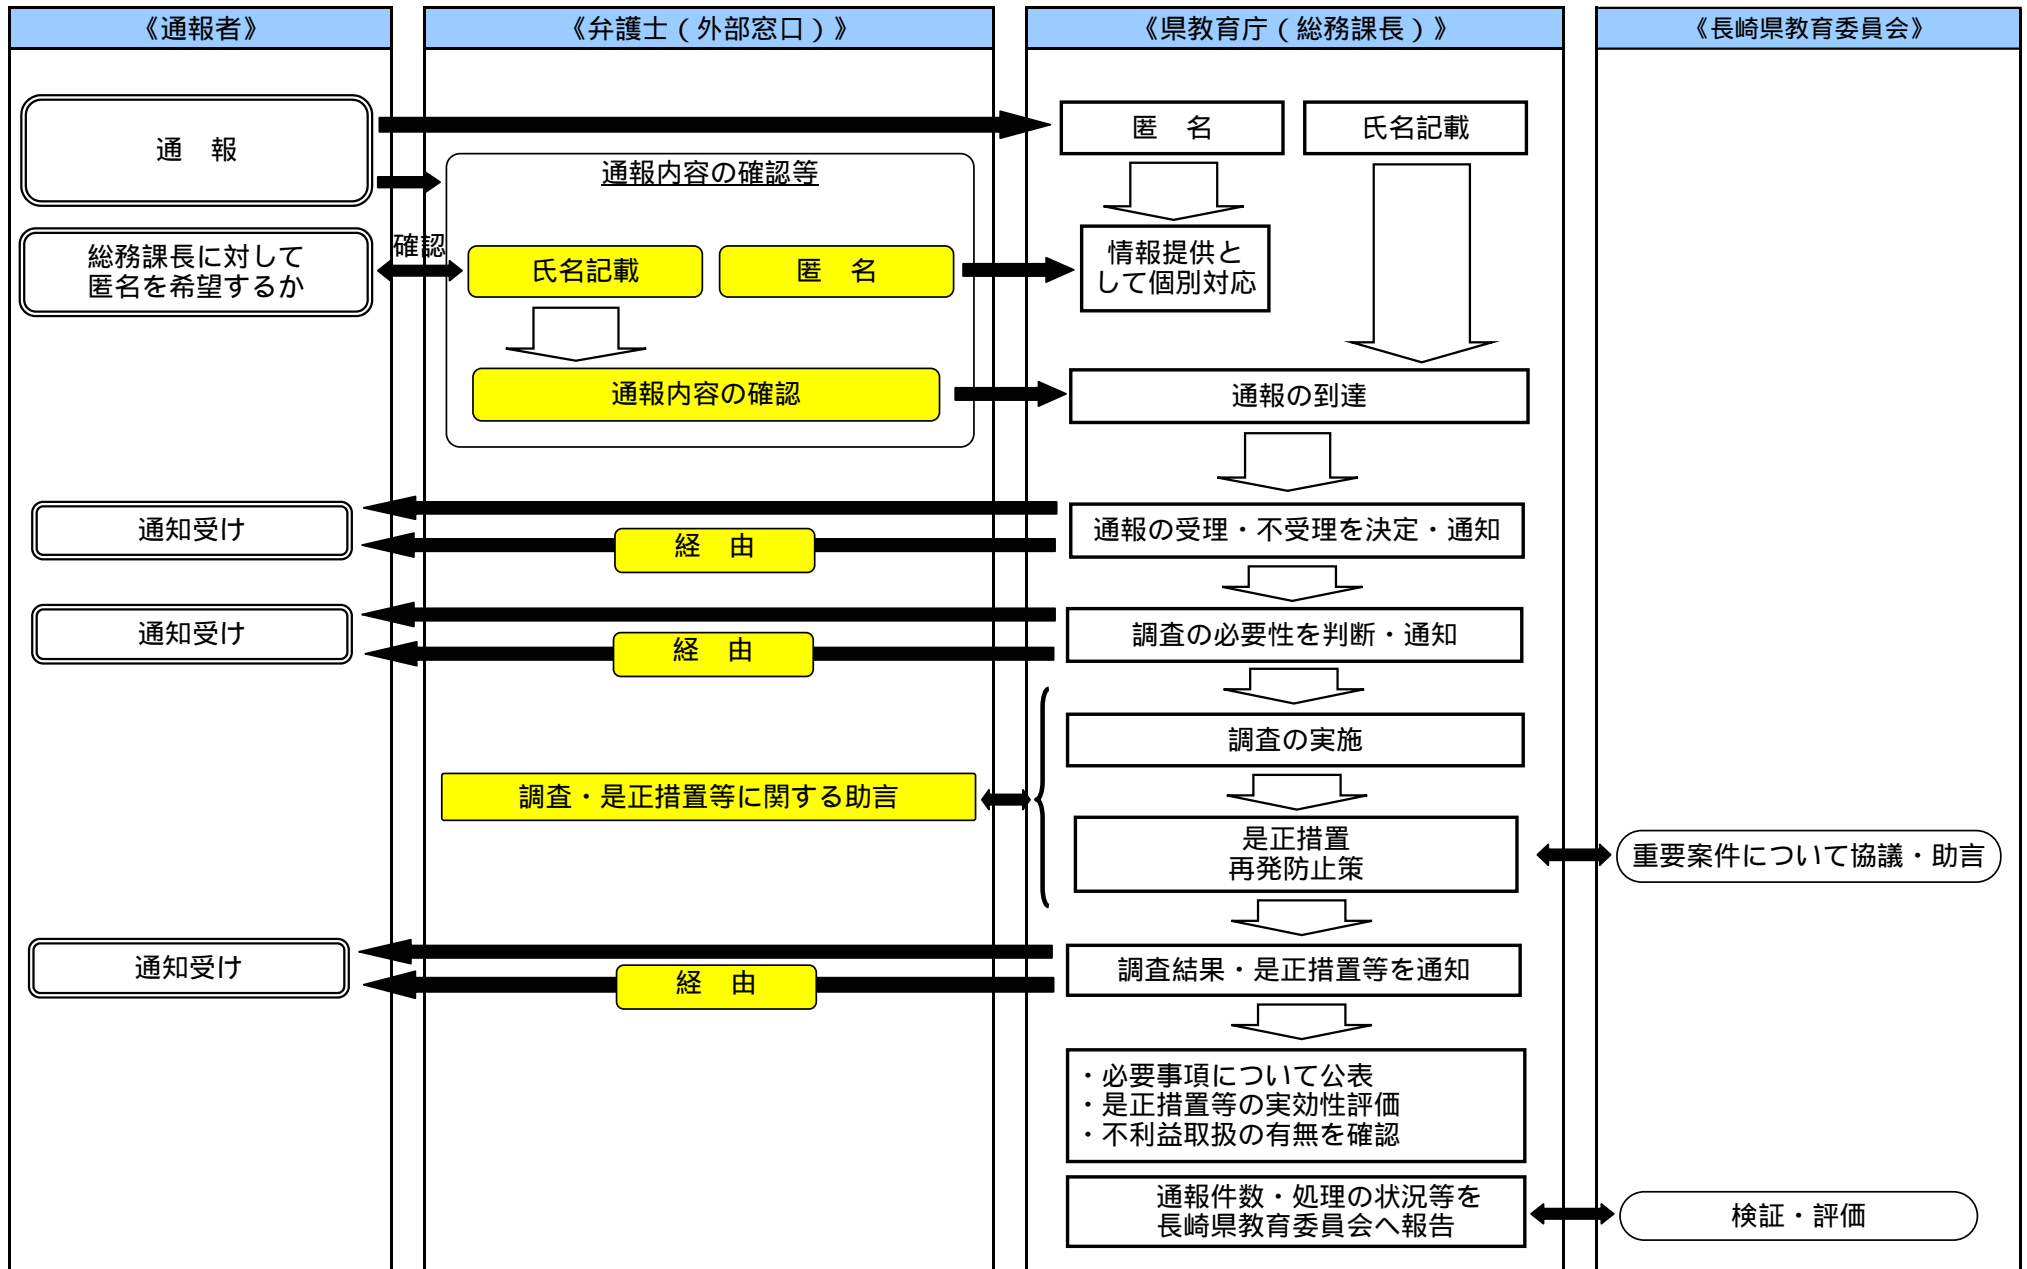 《通報者》
《弁護士(外部窓口)》
《県教育庁(総務課長)》
《長崎県教育委員会》
通 報
匿 名
氏名記載
通報内容の確認等
総務課長に対して
匿名を希望するか
確認
氏名記載
匿 名
情報提供と
して個別対応
通報内容の確認
通報の到達
通知受け
経 由
通報の受理・不受理を決定・通知
通知受け
経 由
調査の必要性を判断・通知
調査の実施
調査・是正措置等に関する助言
是正措置
再発防止策
重要案件について協議・助言
通知受け
経 由
調査結果・是正措置等を通知
・必要事項について公表
・是正措置等の実効性評価
・不利益取扱の有無を確認
通報件数・処理の状況等を
長崎県教育委員会へ報告
検証・評価